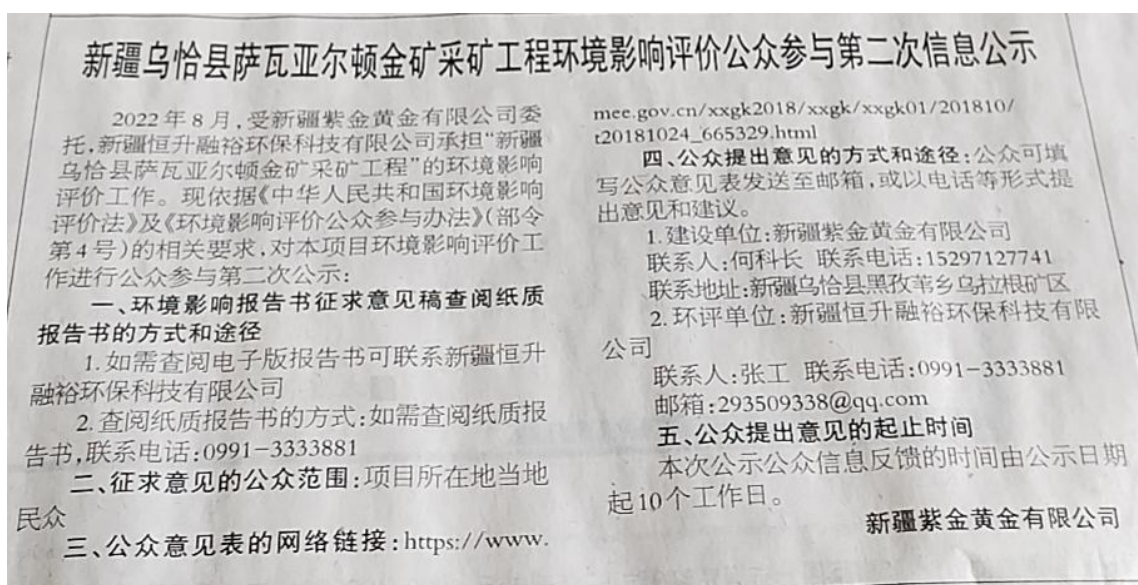 新疆乌恰县萨瓦亚尔顿金矿采矿工程环境影响评价公众参与第二次信息公示
2022年8月,受新疆紫金黄金有限公司委
托,新疆恒升融裕环保科技有限公司承担“新疆
乌恰县萨瓦亚尔顿金矿采矿工程”的环境影响
评价工作。现依据《中华人民共和国环境影响
评价法》及《环境影响评价公众参与办法》(部令
第4号)的相关要求,对本项目环境影响评价工
作进行公众参与第二次公示:
一、环境影响报告书征求意见稿查阅纸质
报告书的方式和途径
1.如需查阅电子版报告书可联系新疆恒升
融裕环保科技有限公司
2.查阅纸质报告书的方式:如需查阅纸质报
告书,联系电话:0991-3333881
二、征求意见的公众范围:项目所在地当地
民众
三、公众意见表的网络链接:https://www.
mee.gov.cn/xxgk2018/xxgk/xxgk01/201810/
t20181024_665329.html
四、公众提出意见的方式和途径:公众可填
写公众意见表发送至邮箱,或以电话等形式提
出意见和建议。
1.建设单位:新疆紫金黄金有限公司
联系人:何科长 联系电话:15297127741
联系地址:新疆乌恰县黑孜苇乡乌拉根矿区
2.环评单位:新疆恒升融裕环保科技有限
公司
联系人:张工 联系电话:0991-3333881
邮箱:293509338@qq.com
五、公众提出意见的起止时间
本次公示公众信息反馈的时间由公示日期
起10个工作日。
新疆紫金黄金有限公司